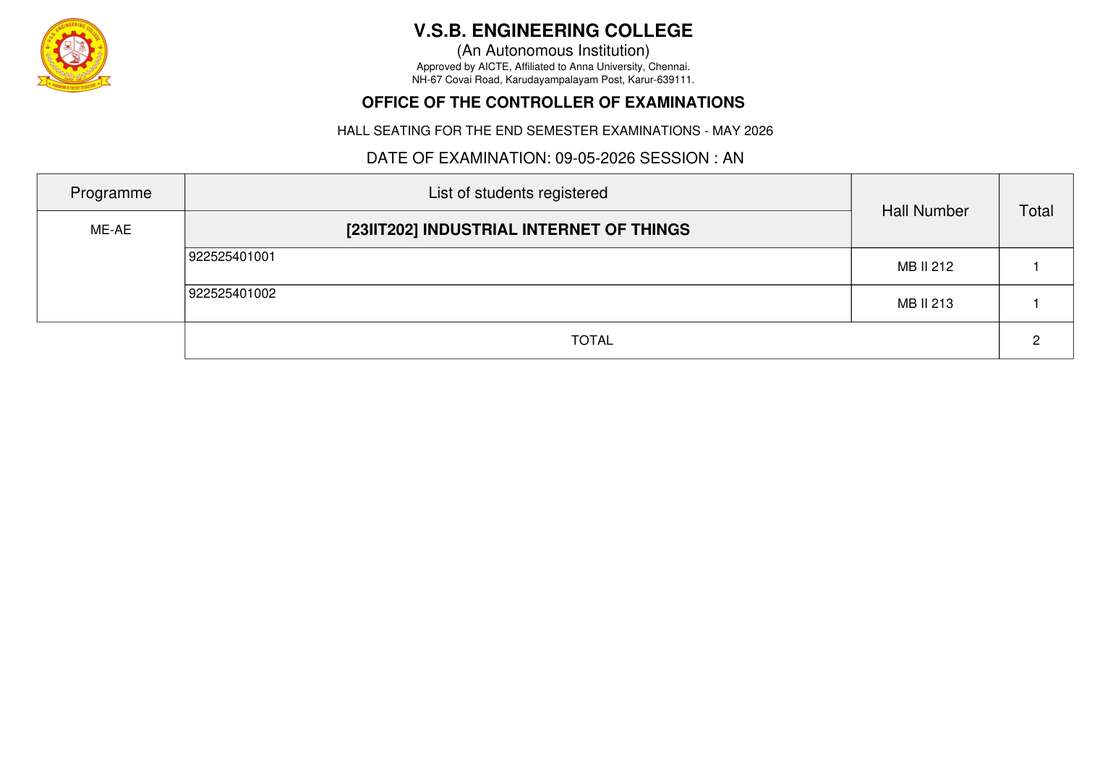 V.S.B. ENGINEERING COLLEGE
(An Autonomous Institution)
Approved by AICTE, Affiliated to Anna University, Chennai.
NH-67 Covai Road, Karudayampalayam Post, Karur-639111.
OFFICE OF THE CONTROLLER OF EXAMINATIONS
HALL SEATING FOR THE END SEMESTER EXAMINATIONS - MAY 2026
DATE OF EXAMINATION: 09-05-2026 SESSION : AN
Programme List of students registered Hall Number Total
ME-AE [23IIT202] INDUSTRIAL INTERNET OF THINGS
922525401001 MB II 212 1
922525401002 MB II 213 1
TOTAL 2